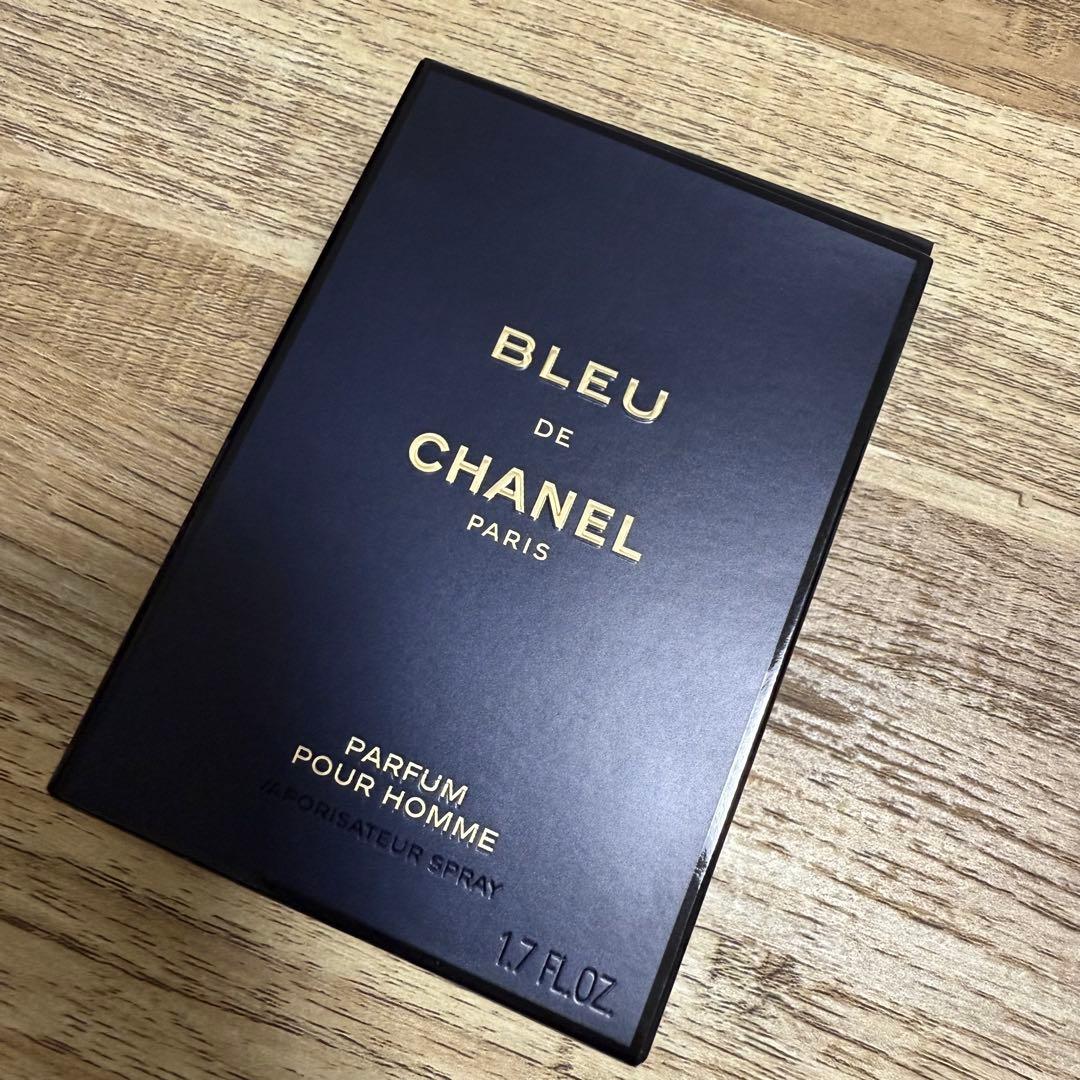 BLEU
DE
CHANEL
PARIS
PARFUM
POUR HOMME
VAPORISATEUR SPRAY
1.7 FL.OZ.